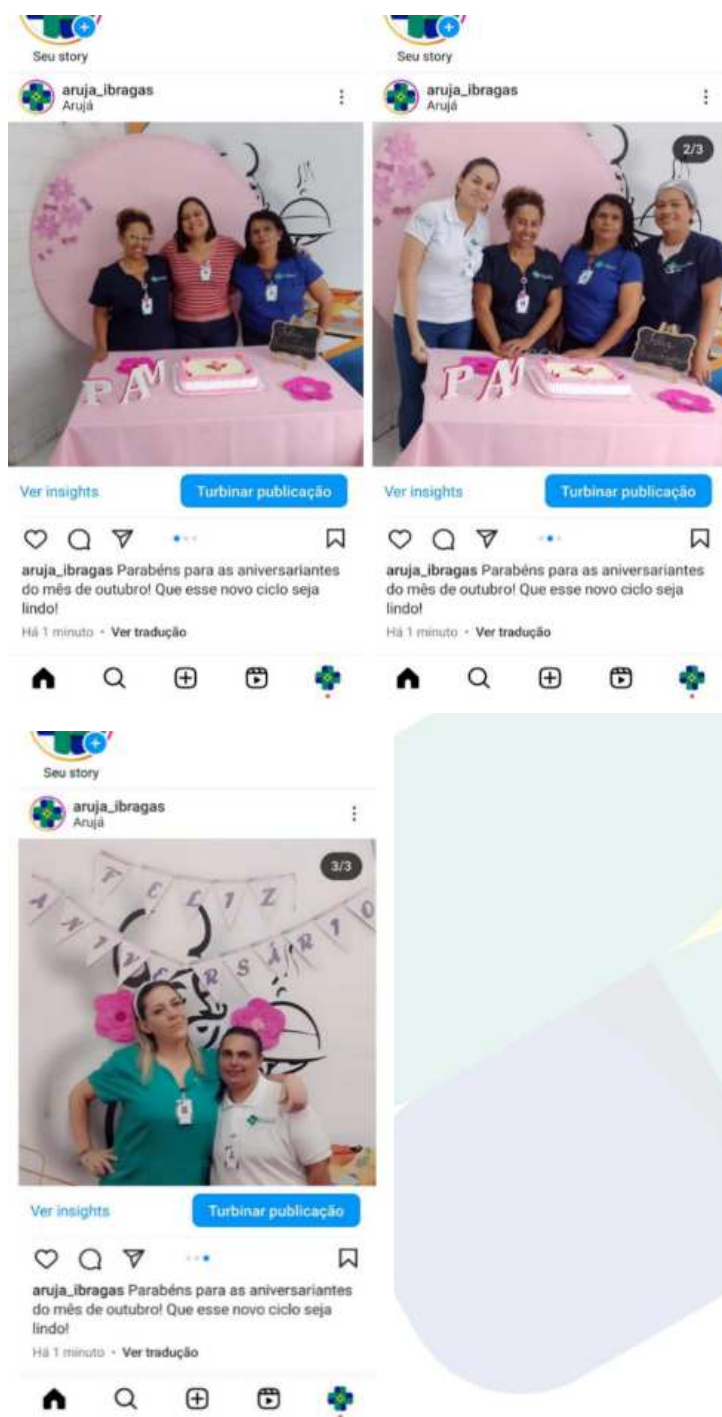 Seu story
aruja_ibragas
Arujá
PAM
Ver insights
Turbinar publicação
aruja_ibragas Parabéns para as aniversariantes
do mês de outubro! Que esse novo ciclo seja
lindo!
Há 1 minuto • Ver tradução
Seu story
aruja_ibragas
Arujá
2/3
PAM
Ver insights
Turbinar publicação
aruja_ibragas Parabéns para as aniversariantes
do mês de outubro! Que esse novo ciclo seja
lindo!
Há 1 minuto • Ver tradução
Seu story
aruja_ibragas
Arujá
3/3
FELIZ
ANIVERSÁRIO
Ver insights
Turbinar publicação
aruja_ibragas Parabéns para as aniversariantes
do mês de outubro! Que esse novo ciclo seja
lindo!
Há 1 minuto • Ver tradução